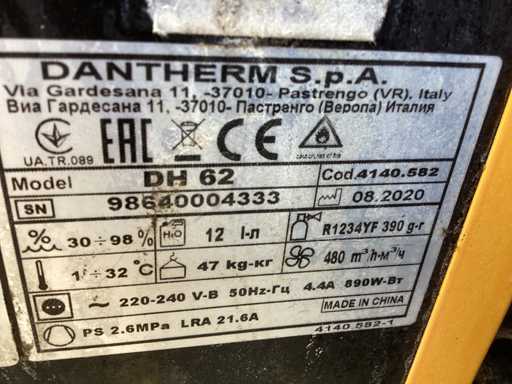 DANTHERM S.p.A.
Via Gardesana 11, -37010- Pastrengo (VR), Italy
Виа Гардесана 11, -37010- Пастренго (Верона) Италия
UA.TR.089 EAC CE
Model DH 62 Cod. 4140.582
SN 98640004333 08.2020
% 30÷98% H2O 12 l-л R1234YF 390 g-г
1÷32 °C 47 kg-кг 480 m³/h-м³/ч
~ 220-240 V-В 50Hz-Гц 4.4A 890W-Вт
PS 2.6MPa LRA 21.6A MADE IN CHINA
4140.582-1